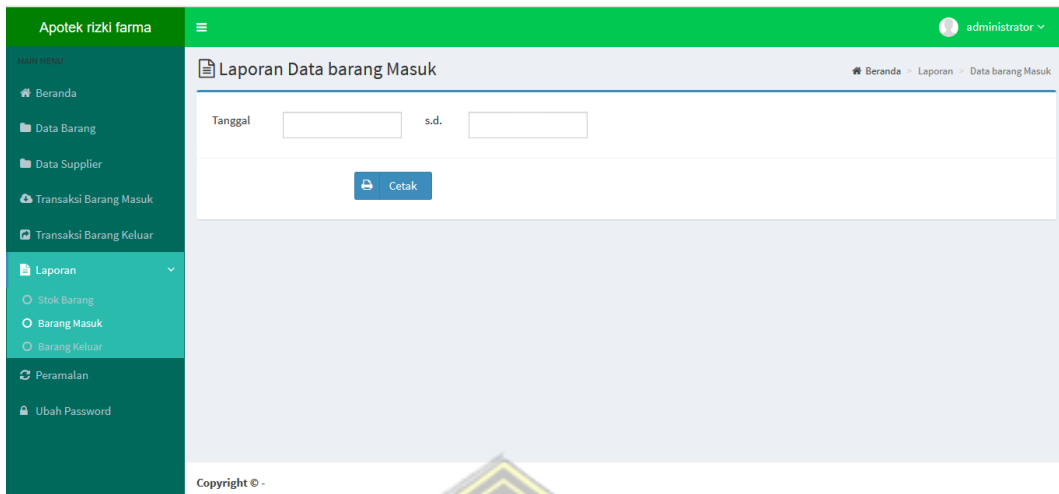 Apotek rizki farma
administrator
MAIN MENU
Beranda
Data Barang
Data Supplier
Transaksi Barang Masuk
Transaksi Barang Keluar
Laporan
Stok Barang
Barang Masuk
Barang Keluar
Peramalan
Ubah Password
Laporan Data barang Masuk
Beranda > Laporan > Data barang Masuk
Tanggal s.d.
Cetak
Copyright © -